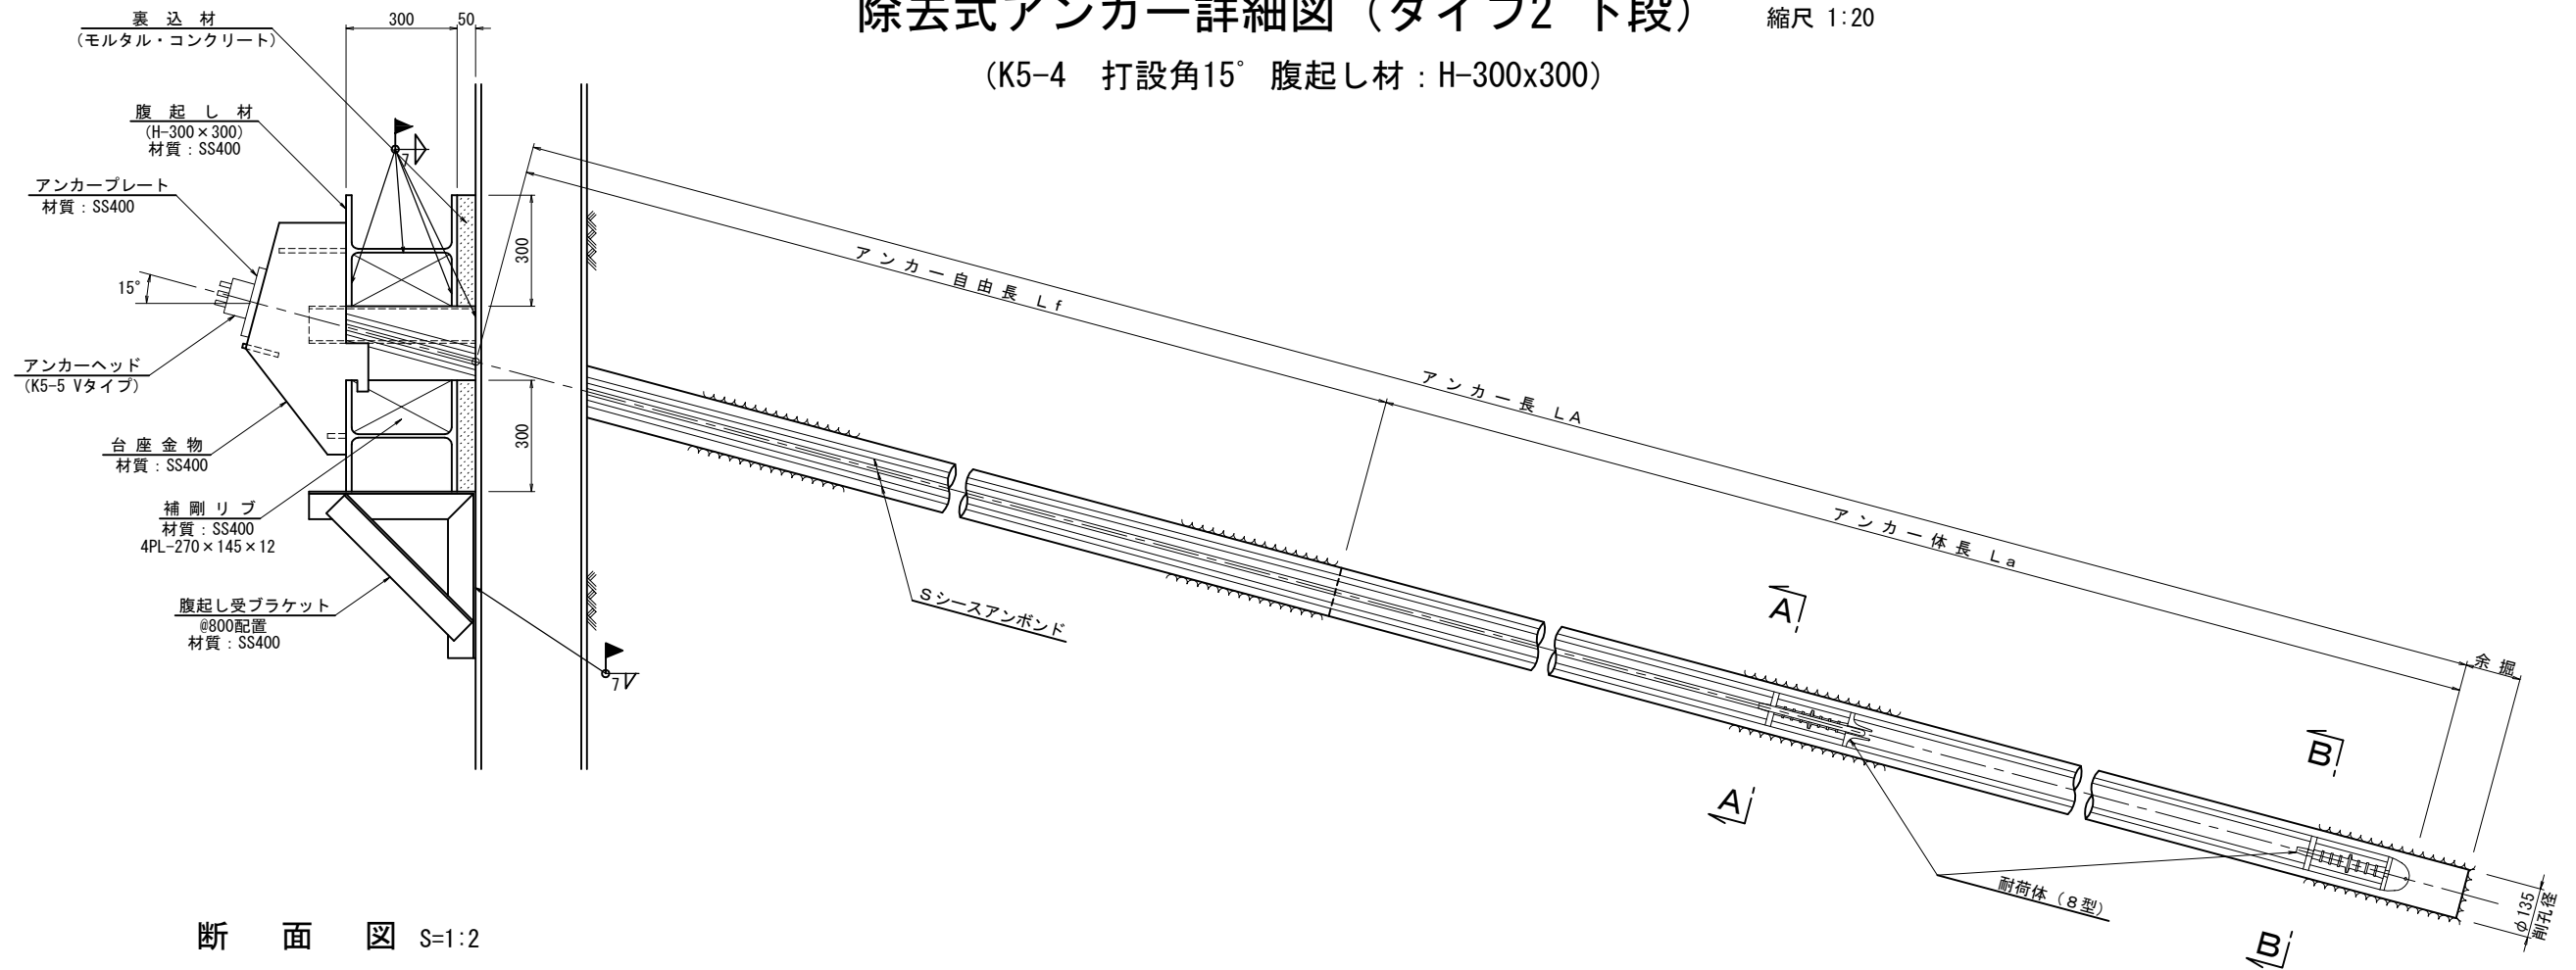 除去式アンカー詳細図（タイプ2 下段）
縮尺 1:20
（K5-4 打設角15° 腹起し材：H-300x300）
裏込材
（モルタル・コンクリート）
300
50
腹起し材
（H-300×300）
材質：SS400
7
アンカープレート
材質：SS400
15°
300
アンカーヘッド
（K5-5 Vタイプ）
台座金物
材質：SS400
300
補剛リブ
材質：SS400
4PL-270×145×12
腹起し受ブラケット
@800配置
材質：SS400
7
アンカー自由長 Lf
アンカー長 LA
アンカー体長 La
余掘
Sシースアンボンド
A
A
B
B
耐荷体（8型）
φ135
削孔径
断面図 S=1:2